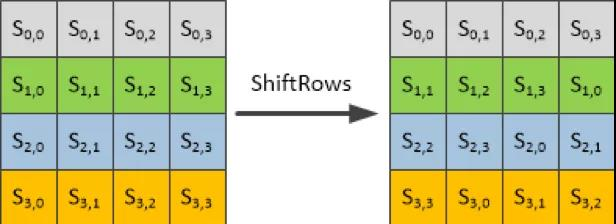 S0,0 S0,1 S0,2 S0,3 S0,0 S0,1 S0,2 S0,3
S1,0 S1,1 S1,2 S1,3 ShiftRows S1,1 S1,2 S1,3 S1,0
S2,0 S2,1 S2,2 S2,3 S2,2 S2,3 S2,0 S2,1
S3,0 S3,1 S3,2 S3,3 S3,3 S3,0 S3,1 S3,2